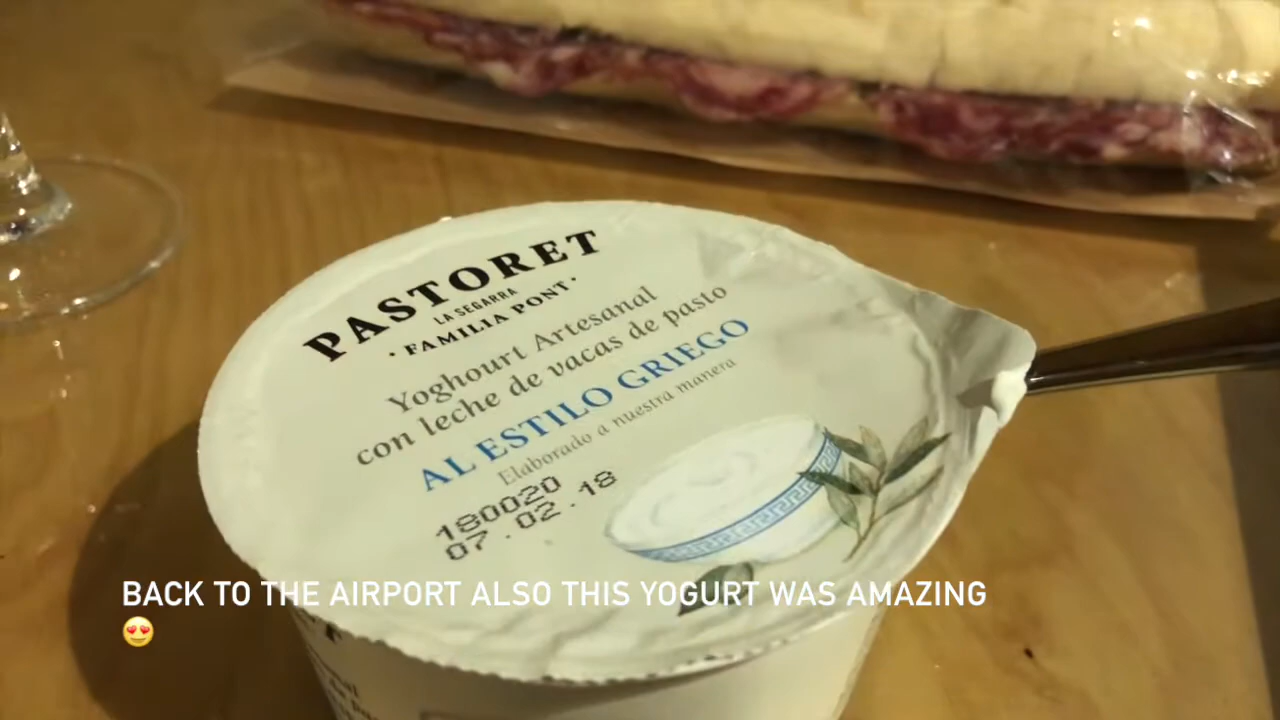 PASTORET
LA SEGARRA
· FAMILIA PONT ·
Yoghourt Artesanal
con leche de vacas de pasto
AL ESTILO GRIEGO
Elaborado a nuestra manera
180020
07.02.18
BACK TO THE AIRPORT ALSO THIS YOGURT WAS AMAZING
😍